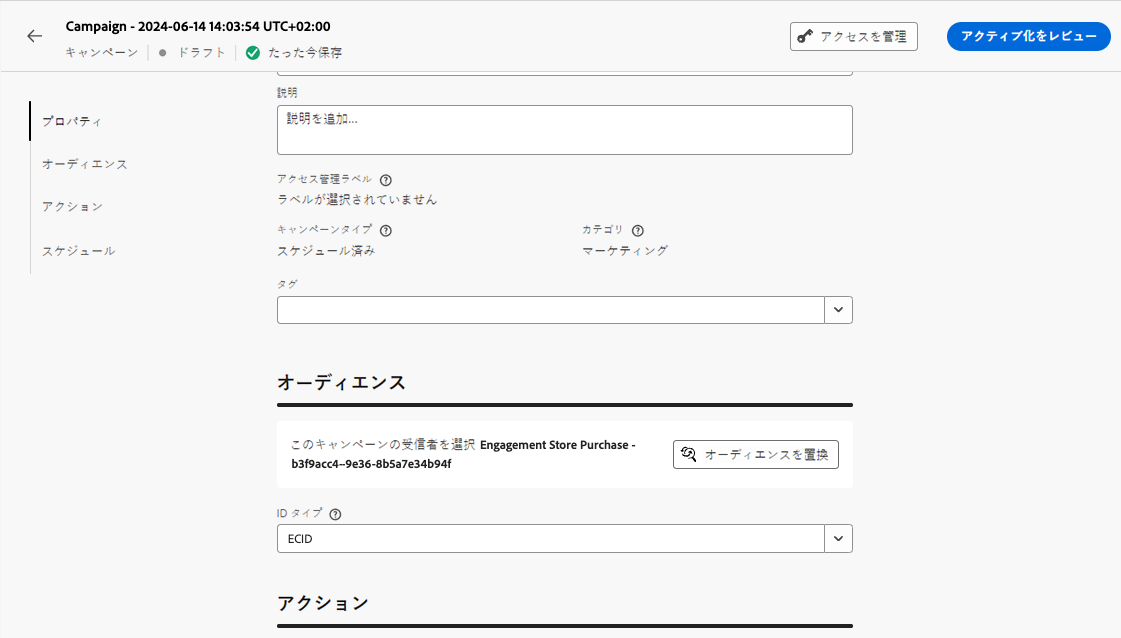 Campaign - 2024-06-14 14:03:54 UTC+02:00
キャンペーン
ドラフト
たった今保存
アクセスを管理
アクティブ化をレビュー
プロパティ
オーディエンス
アクション
スケジュール
説明
説明を追加...
アクセス管理ラベル
ラベルが選択されていません
キャンペーンタイプ
カテゴリ
スケジュール済み
マーケティング
タグ
オーディエンス
このキャンペーンの受信者を選択 Engagement Store Purchase -
b3f9acc4--9e36-8b5a7e34b94f
オーディエンスを置換
ID タイプ
ECID
アクション